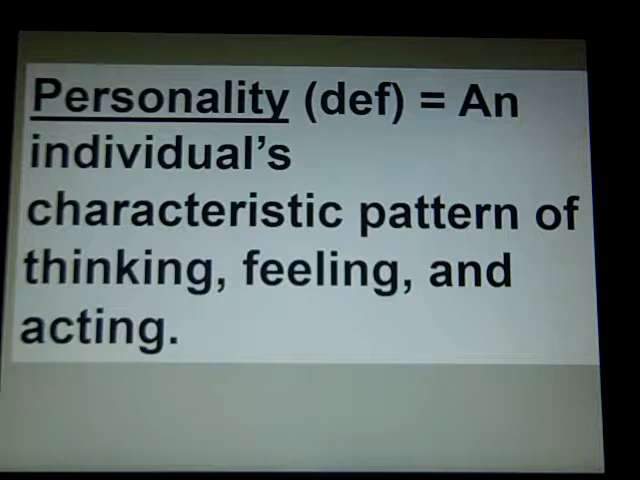 Personality (def) = An
individual's
characteristic pattern of
thinking, feeling, and
acting.